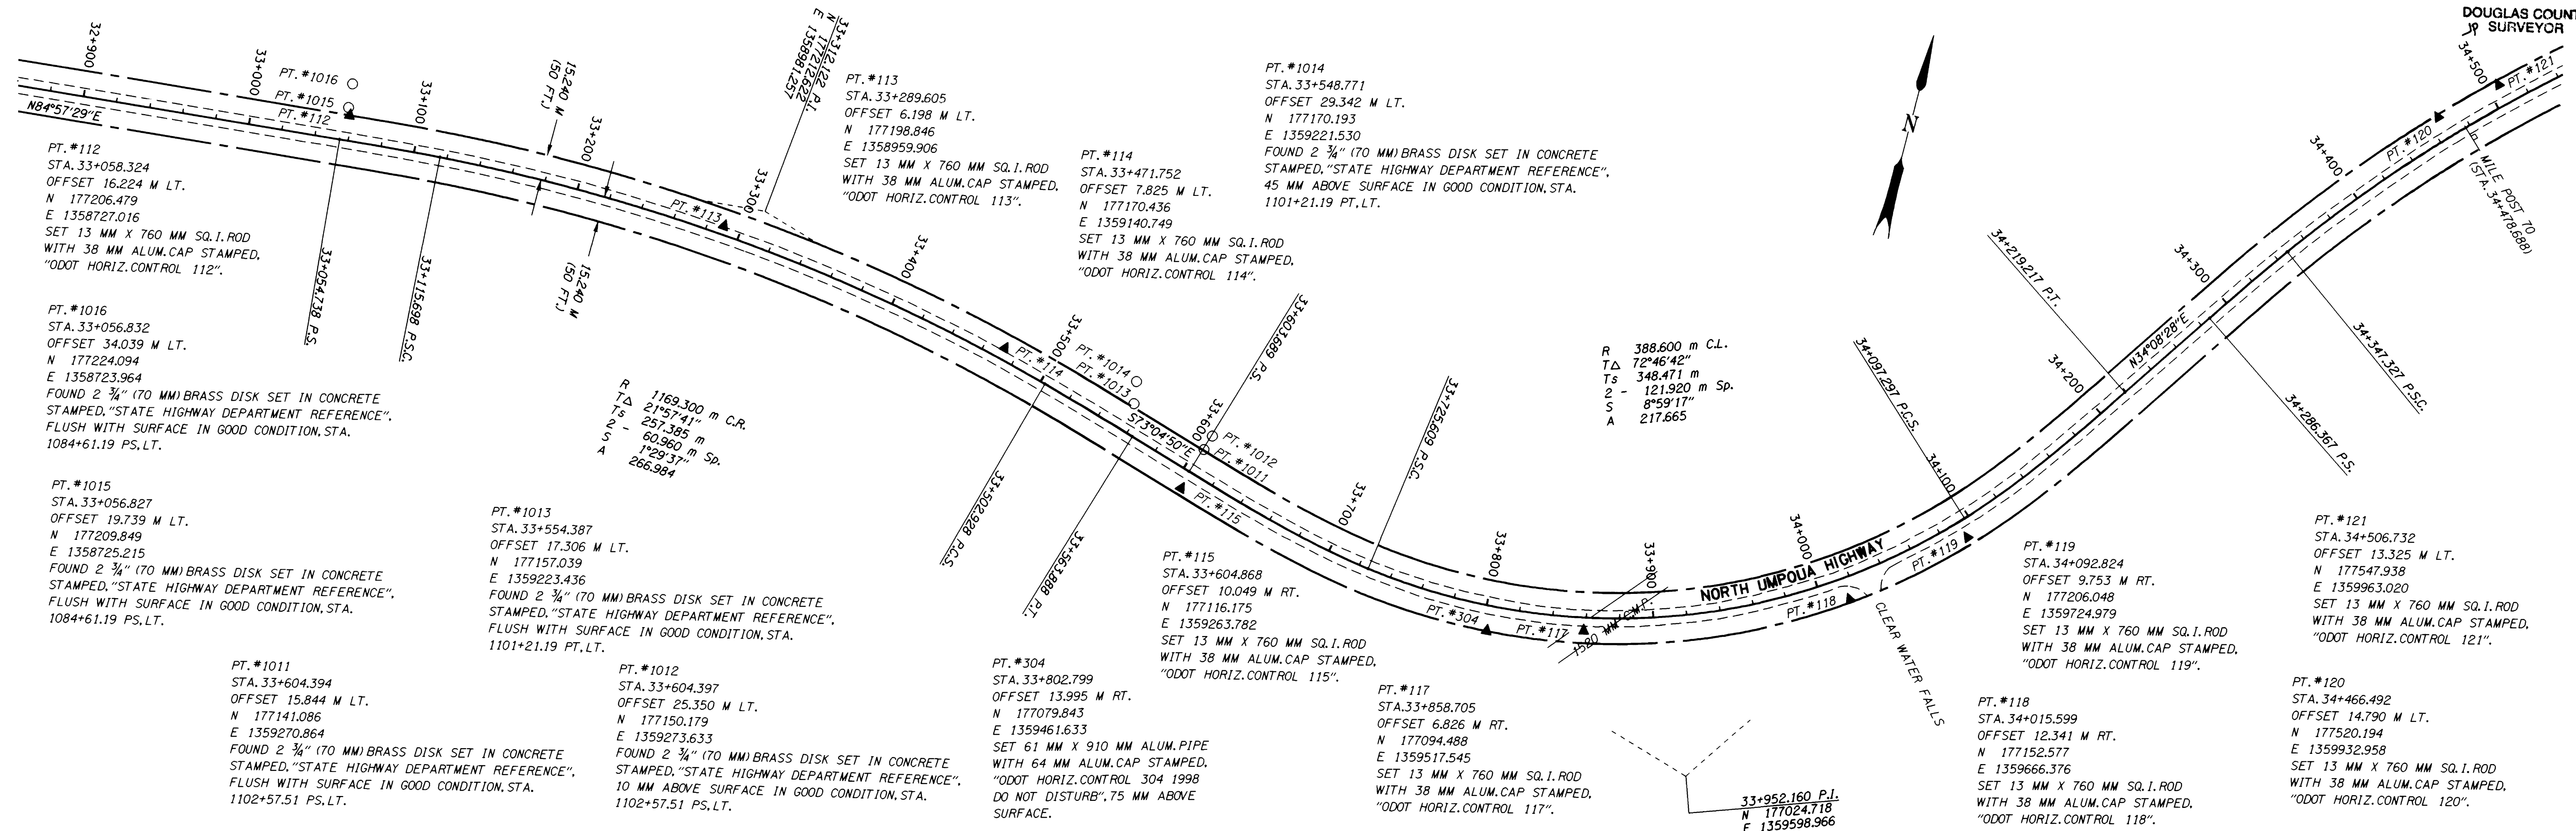 DOUGLAS COUNT
SURVEYOR
32+900
33+000
33+100
33+200
33+300
33+400
33+500
33+600
33+700
33+800
33+900
34+000
34+100
34+200
34+300
34+400
34+500
PT.#1016
PT.#1015
PT.#112
N84°57'29"E
15.240 M
(50 FT.)
15.240 M
(50 FT.)
33+312.122 P.I.
N 177212.622
E 1358981.257
33+054.738 P.S.
33+115.698 P.S.C.
PT.#113
PT.#114
PT.#1014
PT.#1013
S73°04'50"E
33+502.928 P.C.S.
33+563.888 P.T.
33+603.689 P.S.
PT.#1012
PT.#1011
PT.#115
33+725.609 P.S.C.
PT.#304
PT.#117
1520 MM C.M.P.
NORTH UMPQUA HIGHWAY
PT.#118
PT.#119
CLEAR WATER FALLS
34+097.297 P.C.S.
34+219.217 P.T.
N34°08'28"E
34+286.367 P.S.
34+347.327 P.S.C.
PT.#120
PT.#121
MILE POST 70
(STA.34+478.688)
N
PT.#112
STA.33+058.324
OFFSET 16.224 M LT.
N 177206.479
E 1358727.016
SET 13 MM X 760 MM SQ.I.ROD
WITH 38 MM ALUM.CAP STAMPED,
"ODOT HORIZ.CONTROL 112".
PT.#1016
STA.33+056.832
OFFSET 34.039 M LT.
N 177224.094
E 1358723.964
FOUND 2 3/4" (70 MM) BRASS DISK SET IN CONCRETE
STAMPED,"STATE HIGHWAY DEPARTMENT REFERENCE",
FLUSH WITH SURFACE IN GOOD CONDITION,STA.
1084+61.19 PS,LT.
PT.#1015
STA.33+056.827
OFFSET 19.739 M LT.
N 177209.849
E 1358725.215
FOUND 2 3/4" (70 MM) BRASS DISK SET IN CONCRETE
STAMPED,"STATE HIGHWAY DEPARTMENT REFERENCE",
FLUSH WITH SURFACE IN GOOD CONDITION,STA.
1084+61.19 PS,LT.
PT.#1011
STA.33+604.394
OFFSET 15.844 M LT.
N 177141.086
E 1359270.864
FOUND 2 3/4" (70 MM) BRASS DISK SET IN CONCRETE
STAMPED,"STATE HIGHWAY DEPARTMENT REFERENCE",
FLUSH WITH SURFACE IN GOOD CONDITION,STA.
1102+57.51 PS,LT.
PT.#1013
STA.33+554.387
OFFSET 17.306 M LT.
N 177157.039
E 1359223.436
FOUND 2 3/4" (70 MM) BRASS DISK SET IN CONCRETE
STAMPED,"STATE HIGHWAY DEPARTMENT REFERENCE",
FLUSH WITH SURFACE IN GOOD CONDITION,STA.
1101+21.19 PT,LT.
PT.#1012
STA.33+604.397
OFFSET 25.350 M LT.
N 177150.179
E 1359273.633
FOUND 2 3/4" (70 MM) BRASS DISK SET IN CONCRETE
STAMPED,"STATE HIGHWAY DEPARTMENT REFERENCE",
10 MM ABOVE SURFACE IN GOOD CONDITION,STA.
1102+57.51 PS,LT.
R 1169.300 m C.R.
T△ 21°57'41"
Ts 257.385 m
2 - 60.960 m Sp.
S 1°29'37"
A 266.984
PT.#113
STA.33+289.605
OFFSET 6.198 M LT.
N 177198.846
E 1358959.906
SET 13 MM X 760 MM SQ.I.ROD
WITH 38 MM ALUM.CAP STAMPED,
"ODOT HORIZ.CONTROL 113".
PT.#114
STA.33+471.752
OFFSET 7.825 M LT.
N 177170.436
E 1359140.749
SET 13 MM X 760 MM SQ.I.ROD
WITH 38 MM ALUM.CAP STAMPED,
"ODOT HORIZ.CONTROL 114".
PT.#1014
STA.33+548.771
OFFSET 29.342 M LT.
N 177170.193
E 1359221.530
FOUND 2 3/4" (70 MM) BRASS DISK SET IN CONCRETE
STAMPED,"STATE HIGHWAY DEPARTMENT REFERENCE",
45 MM ABOVE SURFACE IN GOOD CONDITION,STA.
1101+21.19 PT,LT.
R 388.600 m C.L.
T△ 72°46'42"
Ts 348.471 m
2 - 121.920 m Sp.
S 8°59'17"
A 217.665
PT.#304
STA.33+802.799
OFFSET 13.995 M RT.
N 177079.843
E 1359461.633
SET 61 MM X 910 MM ALUM.PIPE
WITH 64 MM ALUM.CAP STAMPED,
"ODOT HORIZ.CONTROL 304 1998
DO NOT DISTURB",75 MM ABOVE
SURFACE.
PT.#115
STA.33+604.868
OFFSET 10.049 M RT.
N 177116.175
E 1359263.782
SET 13 MM X 760 MM SQ.I.ROD
WITH 38 MM ALUM.CAP STAMPED,
"ODOT HORIZ.CONTROL 115".
PT.#117
STA.33+858.705
OFFSET 6.826 M RT.
N 177094.488
E 1359517.545
SET 13 MM X 760 MM SQ.I.ROD
WITH 38 MM ALUM.CAP STAMPED,
"ODOT HORIZ.CONTROL 117".
33+952.160 P.I.
N 177024.718
E 1359598.966
PT.#119
STA.34+092.824
OFFSET 9.753 M RT.
N 177206.048
E 1359724.979
SET 13 MM X 760 MM SQ.I.ROD
WITH 38 MM ALUM.CAP STAMPED,
"ODOT HORIZ.CONTROL 119".
PT.#118
STA.34+015.599
OFFSET 12.341 M RT.
N 177152.577
E 1359666.376
SET 13 MM X 760 MM SQ.I.ROD
WITH 38 MM ALUM.CAP STAMPED,
"ODOT HORIZ.CONTROL 118".
PT.#121
STA.34+506.732
OFFSET 13.325 M LT.
N 177547.938
E 1359963.020
SET 13 MM X 760 MM SQ.I.ROD
WITH 38 MM ALUM.CAP STAMPED,
"ODOT HORIZ.CONTROL 121".
PT.#120
STA.34+466.492
OFFSET 14.790 M LT.
N 177520.194
E 1359932.958
SET 13 MM X 760 MM SQ.I.ROD
WITH 38 MM ALUM.CAP STAMPED,
"ODOT HORIZ.CONTROL 120".